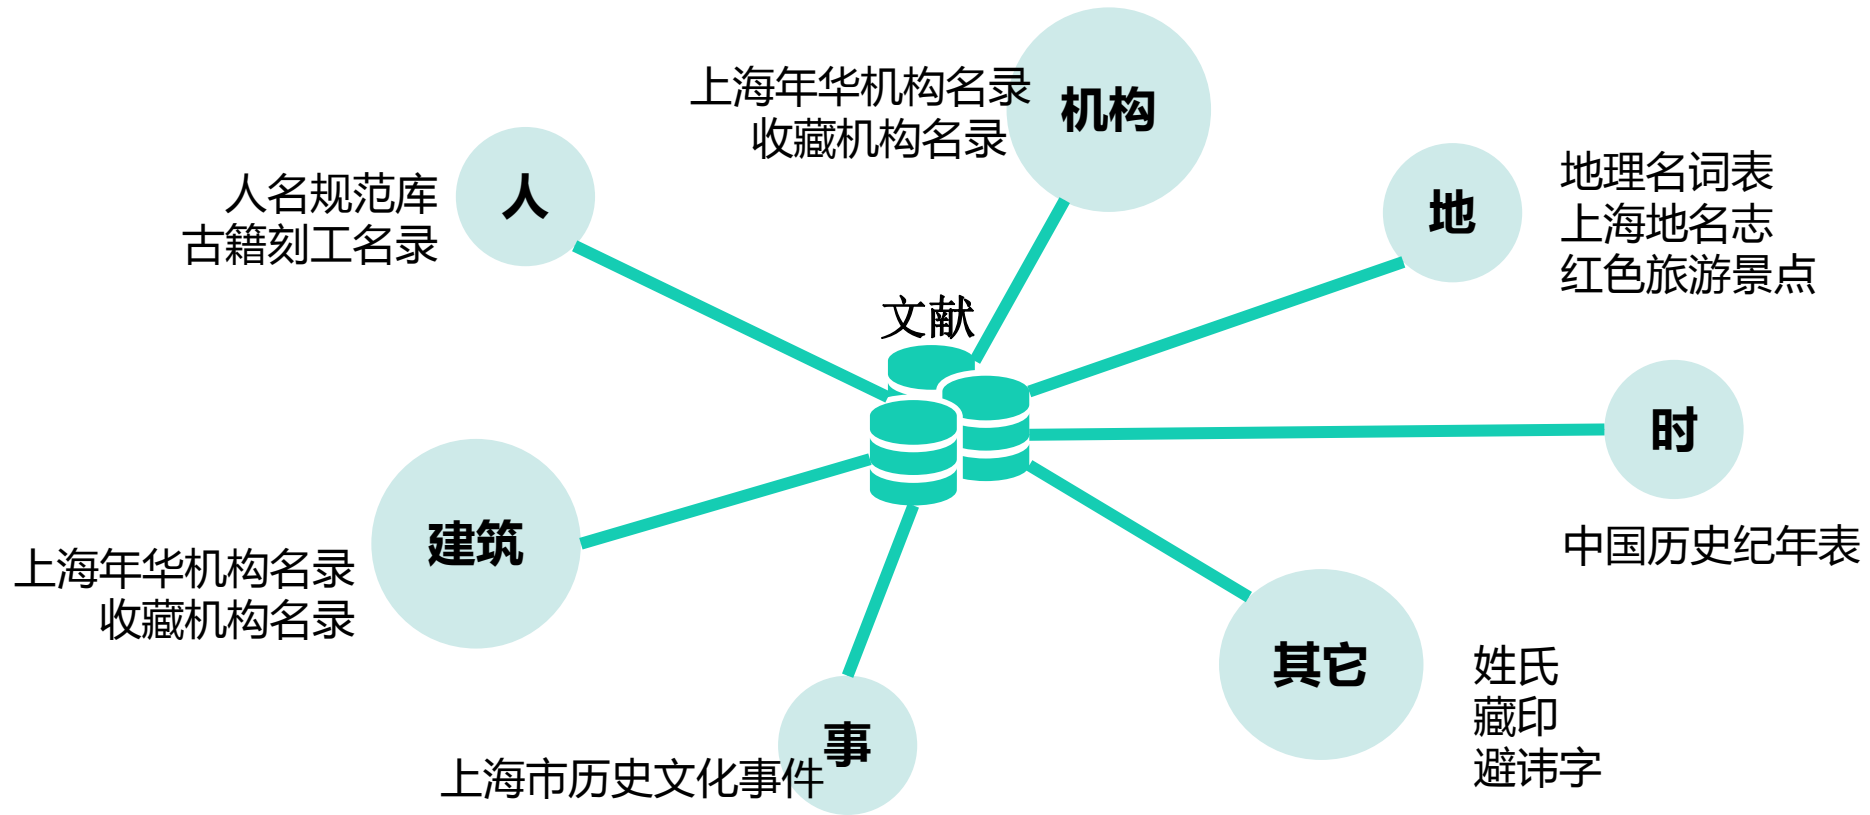 上海年华机构名录
收藏机构名录
机构
人名规范库
古籍刻工名录
人
地
地理名词表
上海地名志
红色旅游景点
文献
时
中国历史纪年表
建筑
上海年华机构名录
收藏机构名录
其它
姓氏
藏印
避讳字
事
上海市历史文化事件